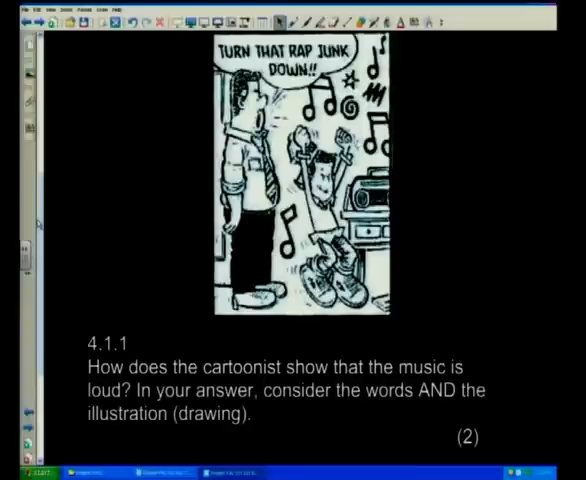 TURN THAT RAP JUNK
DOWN!!
4.1.1
How does the cartoonist show that the music is
loud? In your answer, consider the words AND the
illustration (drawing).
(2)